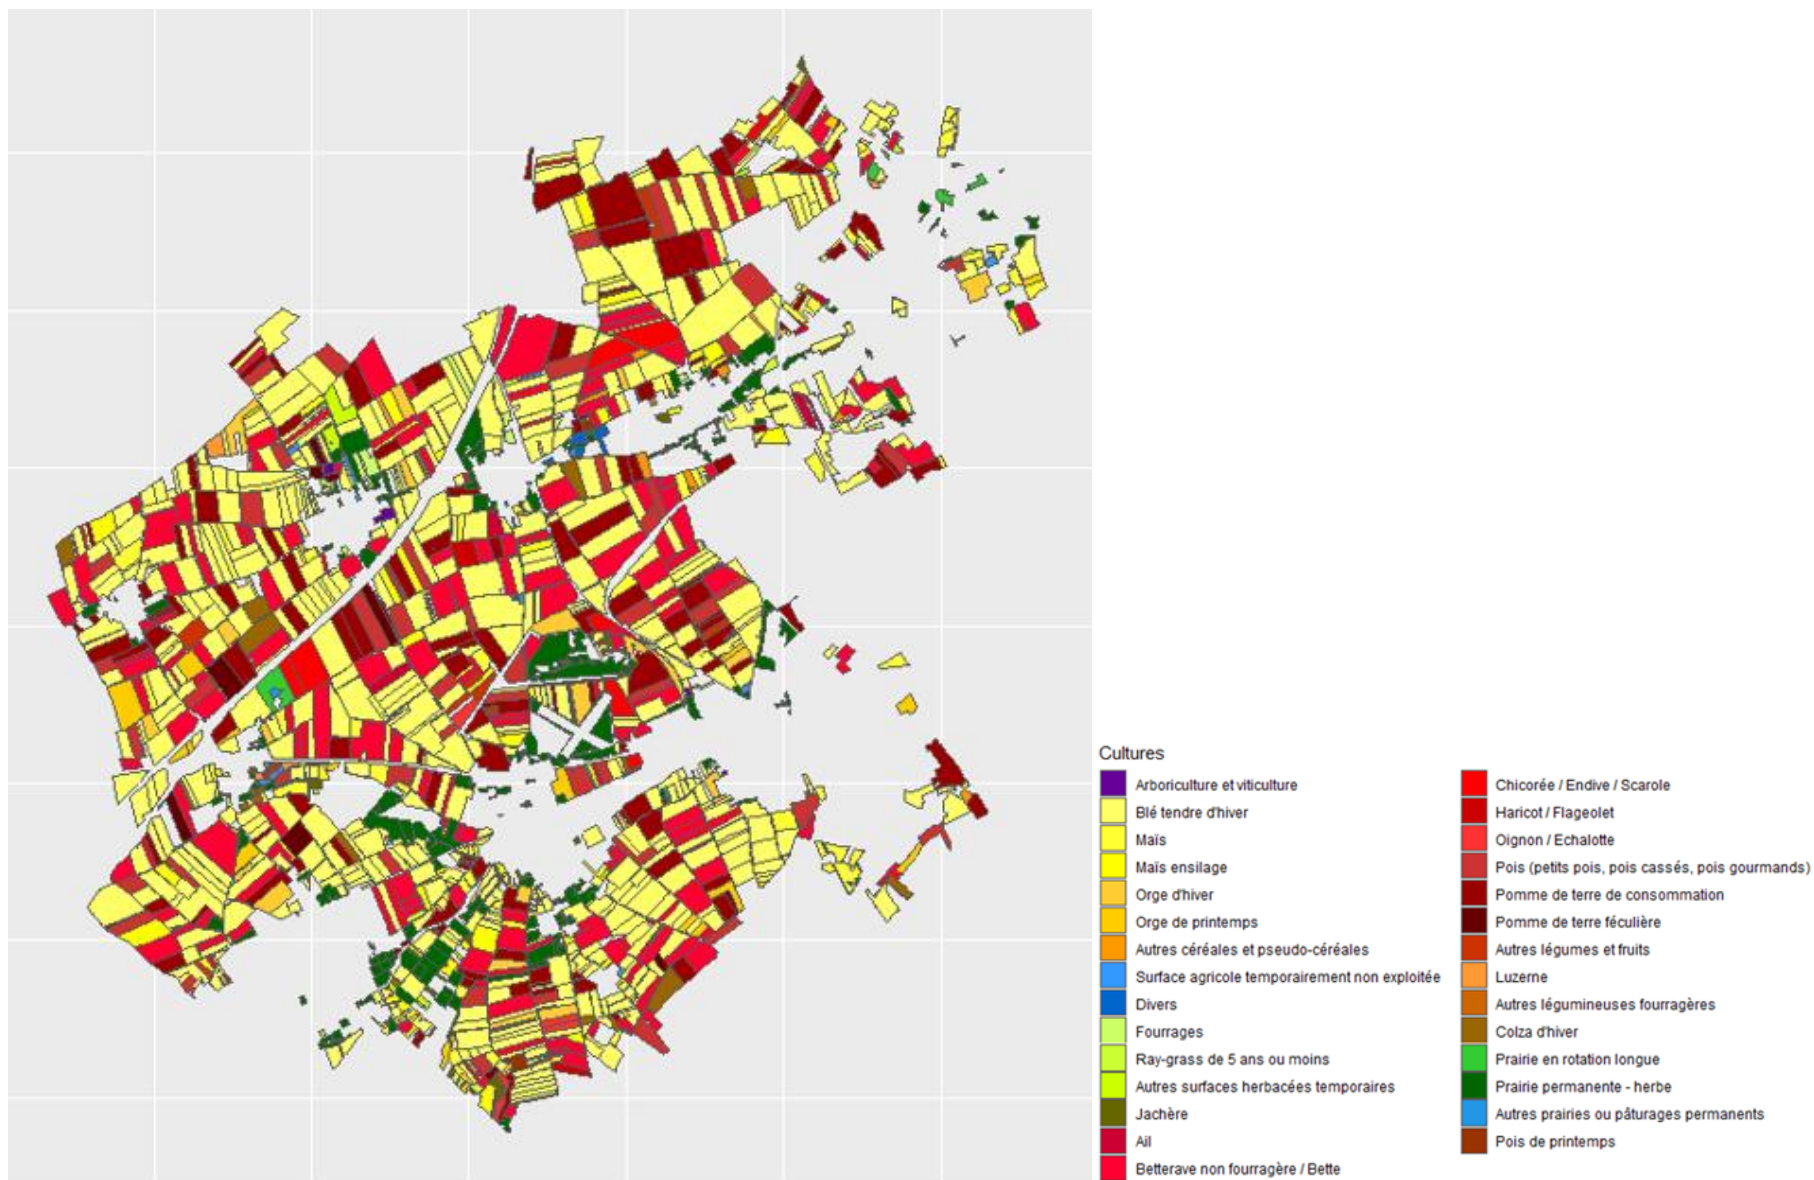 Cultures
Arboriculture et viticulture
Blé tendre d'hiver
Maïs
Maïs ensilage
Orge d'hiver
Orge de printemps
Autres céréales et pseudo-céréales
Surface agricole temporairement non exploitée
Divers
Fourrages
Ray-grass de 5 ans ou moins
Autres surfaces herbacées temporaires
Jachère
Ail
Betterave non fourragère / Bette
Chicorée / Endive / Scarole
Haricot / Flageolet
Oignon / Echalotte
Pois (petits pois, pois cassés, pois gourmands)
Pomme de terre de consommation
Pomme de terre féculière
Autres légumes et fruits
Luzerne
Autres légumineuses fourragères
Colza d'hiver
Prairie en rotation longue
Prairie permanente - herbe
Autres prairies ou pâturages permanents
Pois de printemps